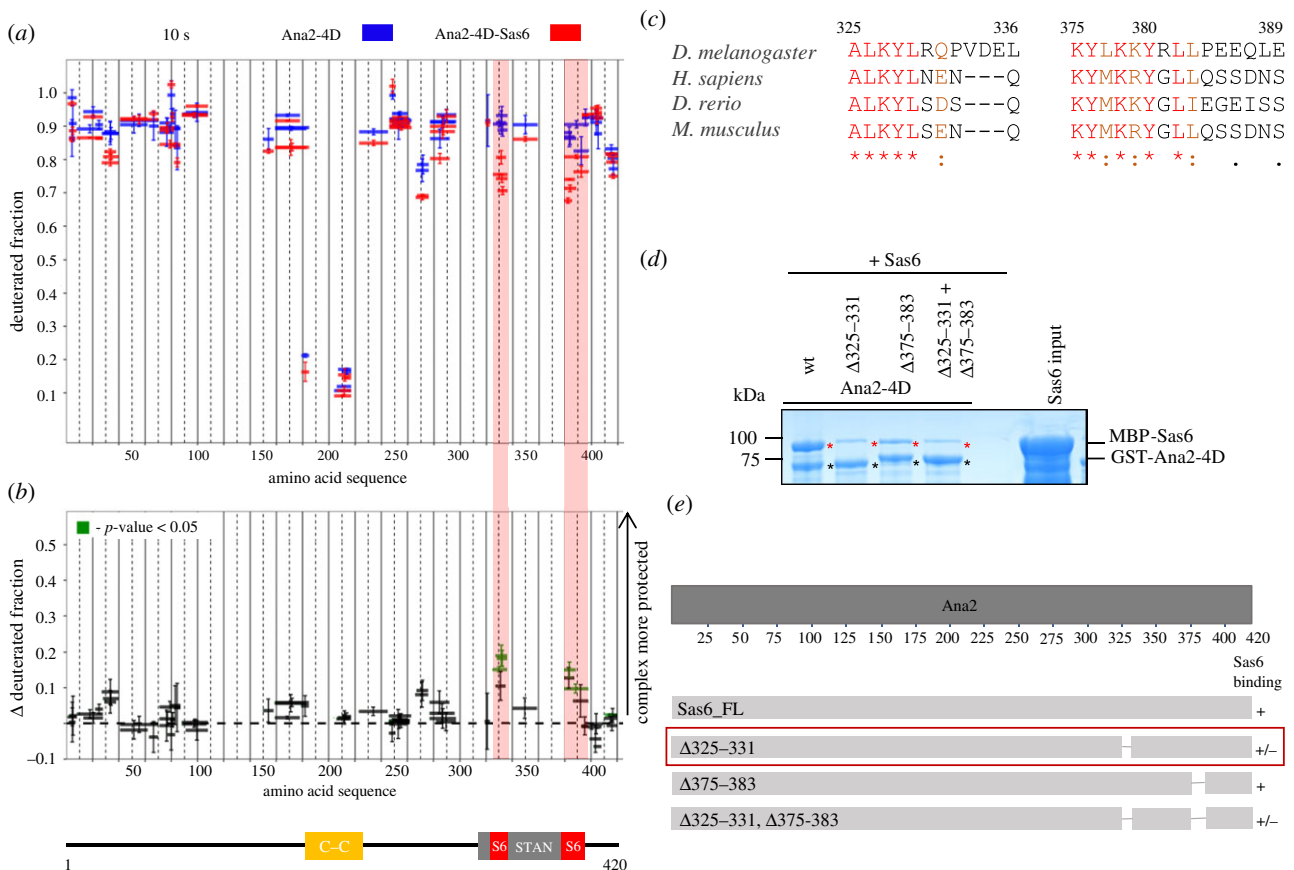 (a)
10 s Ana2-4D Ana2-4D-Sas6
deuterated fraction
1.0
0.9
0.8
0.7
0.6
0.5
0.4
0.3
0.2
0.1
50 100 150 200 250 300 350 400
amino acid sequence
(b)
- p-value < 0.05
Δ deuterated fraction
0.5
0.4
0.3
0.2
0.1
0
–0.1
complex more protected
50 100 150 200 250 300 350 400
amino acid sequence
C–C S6 STAN S6
1 420
(c)
325 336 375 380 389
D. melanogaster ALKYLRQPVDEL KYLKKYRLLPEEQLE
H. sapiens ALKYLNEN---Q KYMKRYGLLQSSDNS
D. rerio ALKYLSDS---Q KYMKKYGLIEGEISS
M. musculus ALKYLSEN---Q KYMKRYGLLQSSDNS
***** : **:*:* *: . .
(d)
+ Sas6
wt
Δ325–331
Δ375–383
Δ325–331 +
Δ375–383
Sas6 input
Ana2-4D
kDa
100
75
* * * *
* * * *
MBP-Sas6
GST-Ana2-4D
(e)
Ana2
25 50 75 100 125 150 175 200 225 250 275 300 325 350 375 400 420
Sas6
binding
Sas6_FL +
Δ325–331 +/–
Δ375–383 +
Δ325–331, Δ375-383 +/–